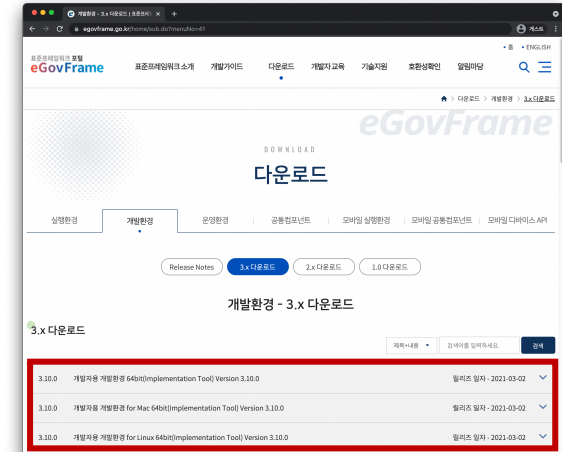 개발환경 - 3.x 다운로드 | 표준프레
egovframe.go.kr/home/sub.do?menuNo=41
게스트
• 홈 • ENGLISH
표준프레임워크 포털
eGovFrame
표준프레임워크 소개 개발가이드 다운로드 개발자 교육 기술지원 호환성확인 알림마당
> 다운로드 > 개발환경 > 3.x 다운로드
eGovFrame
DOWNLOAD
다운로드
실행환경 개발환경 운영환경 공통컴포넌트 모바일 실행환경 모바일 공통컴포넌트 모바일 디바이스 API
Release Notes 3.x 다운로드 2.x 다운로드 1.0 다운로드
개발환경 - 3.x 다운로드
3.x 다운로드
제목+내용 검색어를 입력하세요. 검색
3.10.0 개발자용 개발환경 64bit(Implementation Tool) Version 3.10.0 릴리즈 일자 - 2021-03-02
3.10.0 개발자용 개발환경 for Mac 64bit(Implementation Tool) Version 3.10.0 릴리즈 일자 - 2021-03-02
3.10.0 개발자용 개발환경 for Linux 64bit(Implementation Tool) Version 3.10.0 릴리즈 일자 - 2021-03-02